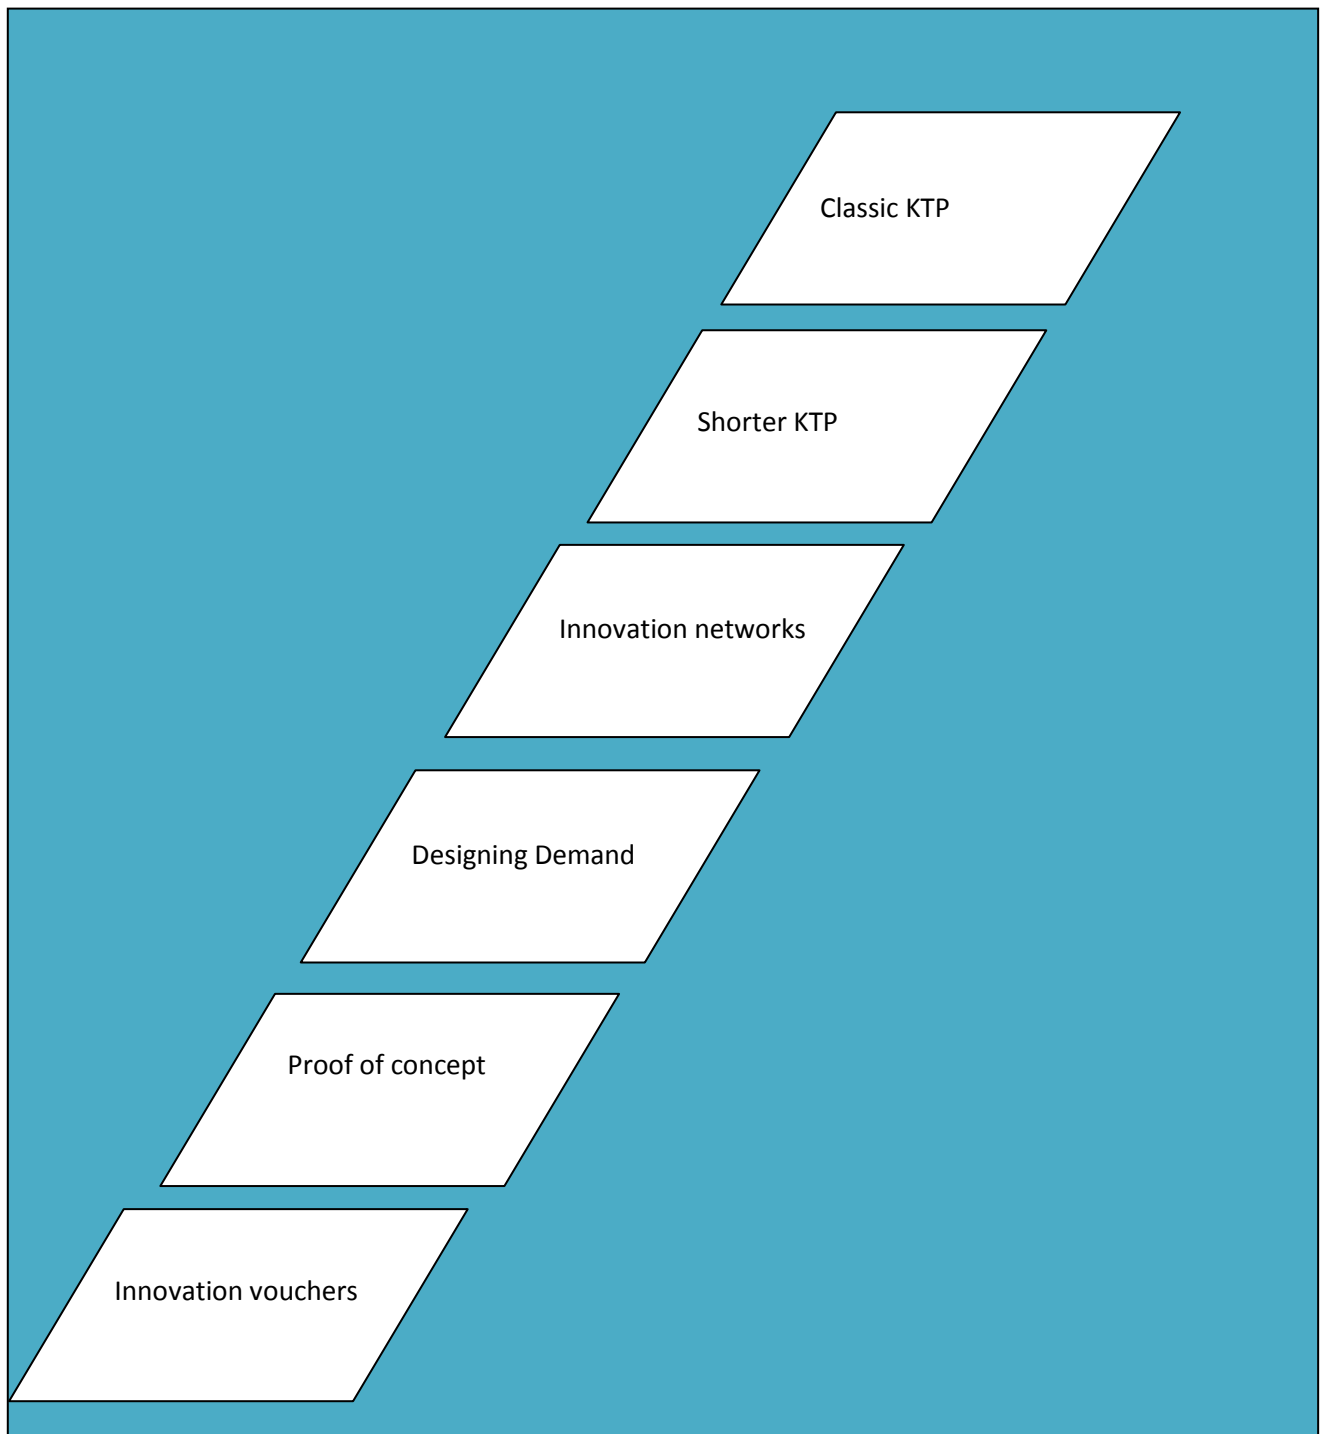 Classic KTP
Shorter KTP
Innovation networks
Designing Demand
Proof of concept
Innovation vouchers